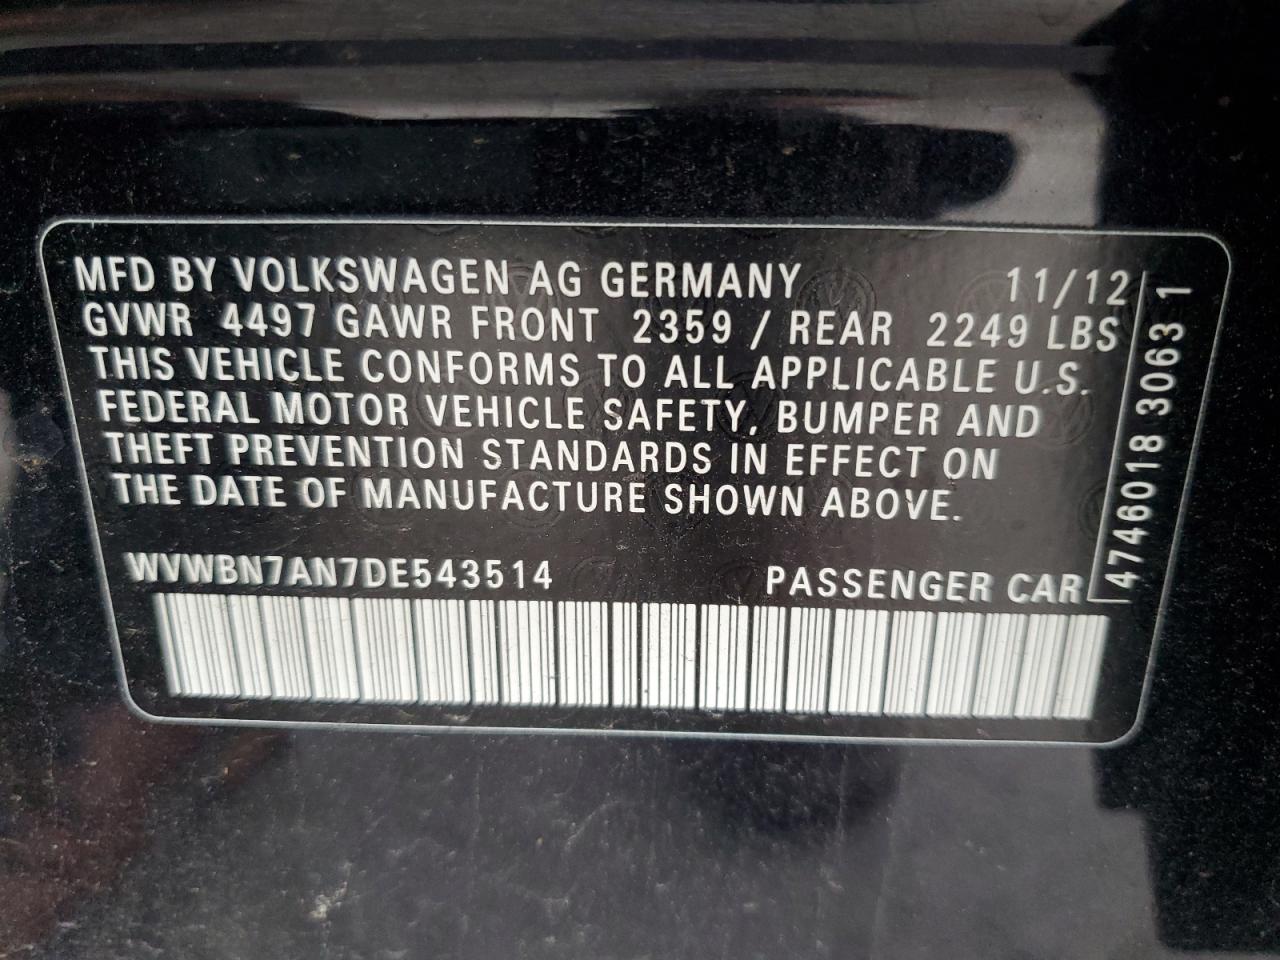 MFD BY VOLKSWAGEN AG GERMANY 11/12
GVWR 4497 GAWR FRONT 2359 / REAR 2249 LBS
THIS VEHICLE CONFORMS TO ALL APPLICABLE U.S.
FEDERAL MOTOR VEHICLE SAFETY, BUMPER AND
THEFT PREVENTION STANDARDS IN EFFECT ON
THE DATE OF MANUFACTURE SHOWN ABOVE.
WVWBN7AN7DE543514 PASSENGER CAR
4746018 3063 1